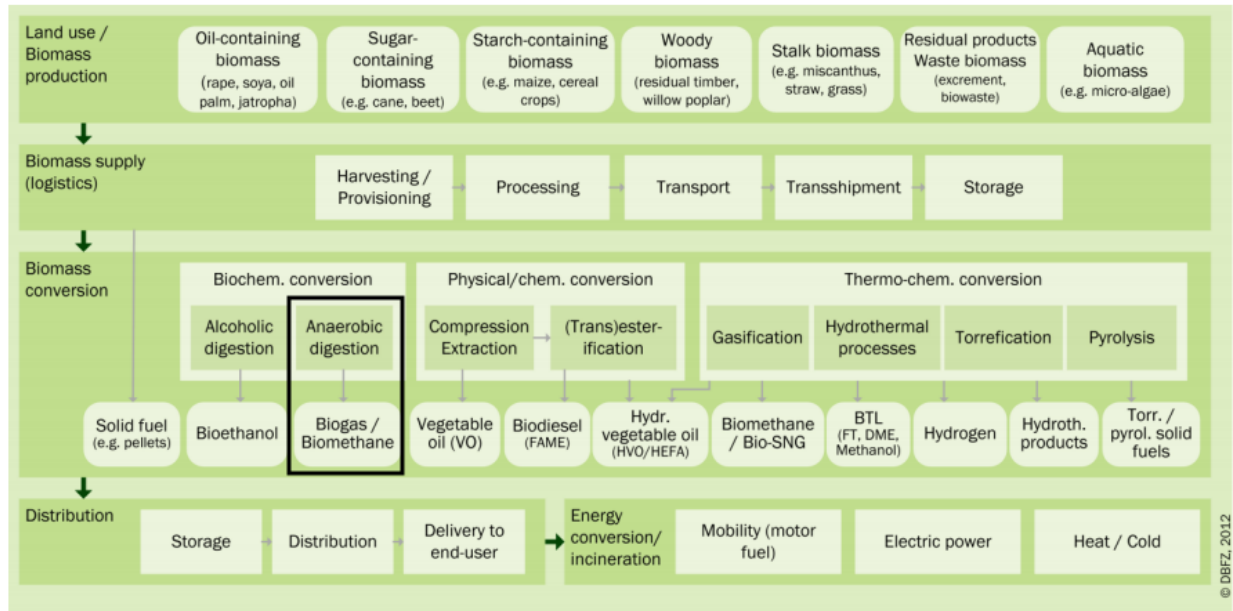 Land use /
Biomass
production
Oil-containing
biomass
(rape, soya, oil
palm, jatropha)
Sugar-
containing
biomass
(e.g. cane, beet)
Starch-containing
biomass
(e.g. maize, cereal
crops)
Woody
biomass
(residual timber,
willow poplar)
Stalk biomass
(e.g. miscanthus,
straw, grass)
Residual products
Waste biomass
(excrement,
biowaste)
Aquatic
biomass
(e.g. micro-algae)
Biomass supply
(logistics)
Harvesting /
Provisioning
Processing
Transport
Transshipment
Storage
Biomass
conversion
Biochem. conversion
Alcoholic
digestion
Anaerobic
digestion
Physical/chem. conversion
Compression
Extraction
(Trans)ester-
ification
Thermo-chem. conversion
Gasification
Hydrothermal
processes
Torrefication
Pyrolysis
Solid fuel
(e.g. pellets)
Bioethanol
Biogas /
Biomethane
Vegetable
oil (VO)
Biodiesel
(FAME)
Hydr.
vegetable oil
(HVO/HEFA)
Biomethane
/ Bio-SNG
BTL
(FT, DME,
Methanol)
Hydrogen
Hydroth.
products
Torr. /
pyrol. solid
fuels
Distribution
Storage
Distribution
Delivery to
end-user
Energy
conversion/
incineration
Mobility (motor
fuel)
Electric power
Heat / Cold
© DBFZ, 2012